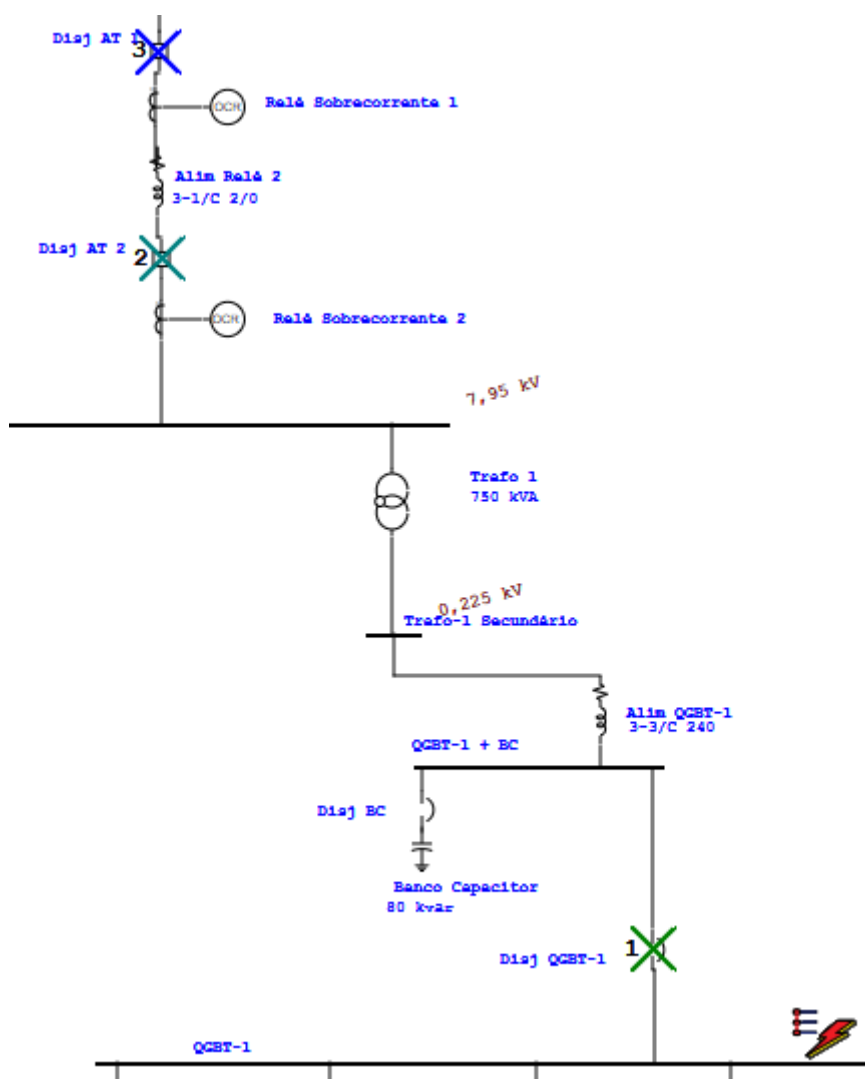 Disj AT 1
3
OCR
Relé Sobrecorrente 1
Alim Relé 2
3-1/C 2/0
Disj AT 2
2
OCR
Relé Sobrecorrente 2
7,95 kV
Trafo 1
750 kVA
0,225 kV
Trafo-1 Secundário
Alim QGBT-1
3-3/C 240
QGBT-1 + BC
Disj BC
Banco Capacitor
80 kvar
1
Disj QGBT-1
QGBT-1